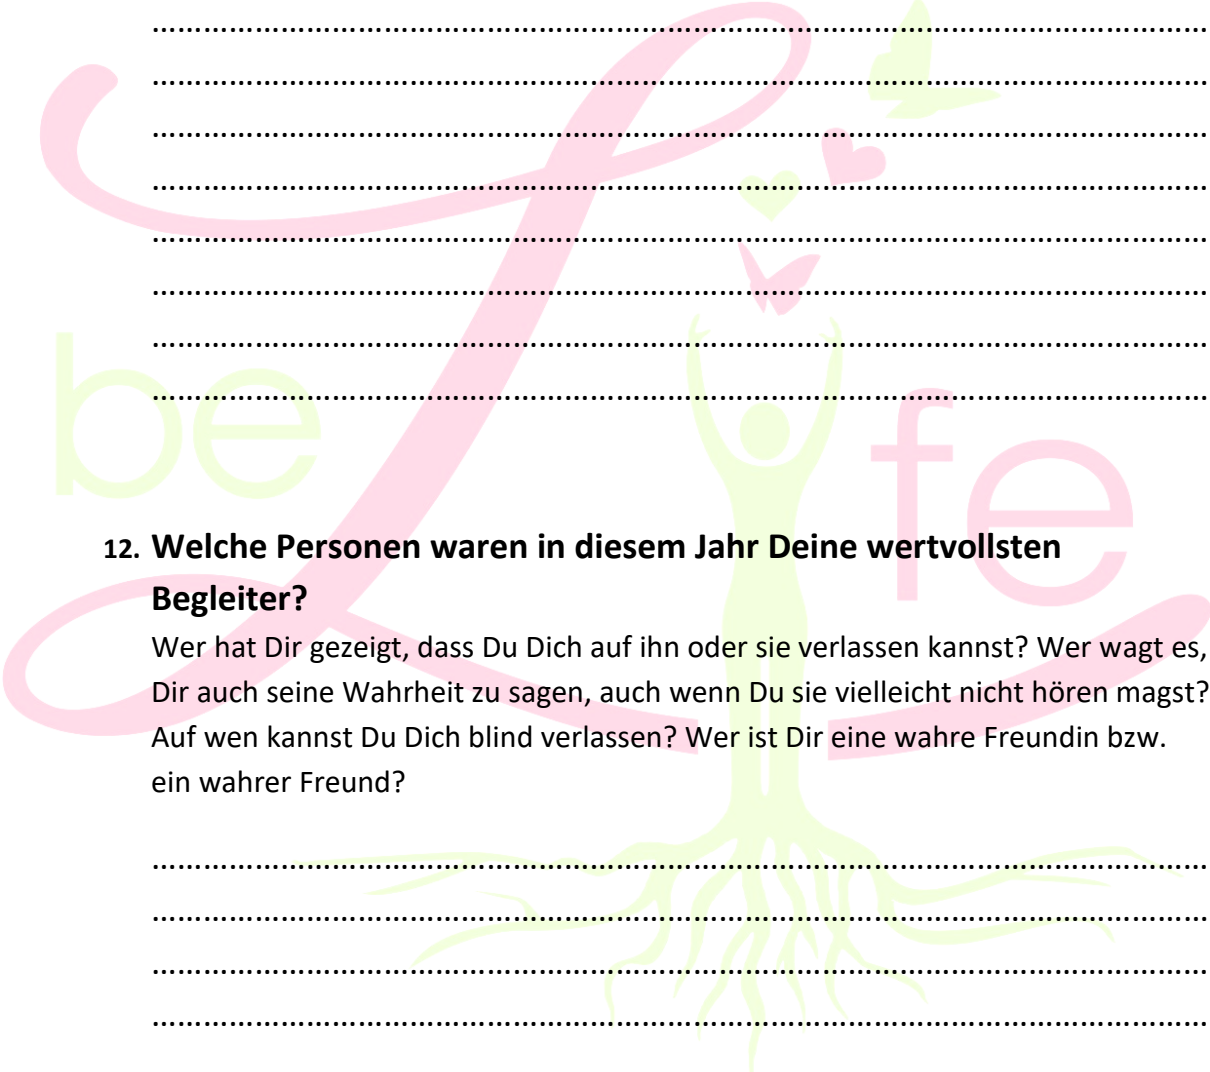 be Life
12. Welche Personen waren in diesem Jahr Deine wertvollsten
Begleiter?
Wer hat Dir gezeigt, dass Du Dich auf ihn oder sie verlassen kannst? Wer wagt es,
Dir auch seine Wahrheit zu sagen, auch wenn Du sie vielleicht nicht hören magst?
Auf wen kannst Du Dich blind verlassen? Wer ist Dir eine wahre Freundin bzw.
ein wahrer Freund?